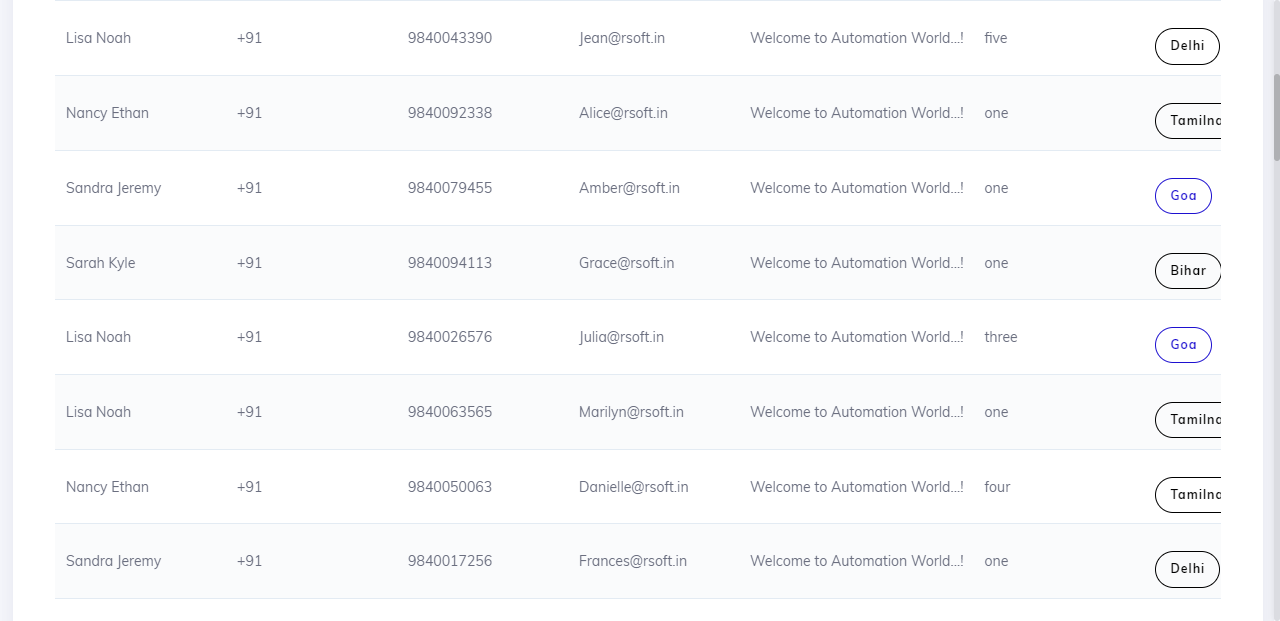 Lisa Noah +91 9840043390 Jean@rsoft.in Welcome to Automation World...! five Delhi
Nancy Ethan +91 9840092338 Alice@rsoft.in Welcome to Automation World...! one Tamilna
Sandra Jeremy +91 9840079455 Amber@rsoft.in Welcome to Automation World...! one Goa
Sarah Kyle +91 9840094113 Grace@rsoft.in Welcome to Automation World...! one Bihar
Lisa Noah +91 9840026576 Julia@rsoft.in Welcome to Automation World...! three Goa
Lisa Noah +91 9840063565 Marilyn@rsoft.in Welcome to Automation World...! one Tamilna
Nancy Ethan +91 9840050063 Danielle@rsoft.in Welcome to Automation World...! four Tamilna
Sandra Jeremy +91 9840017256 Frances@rsoft.in Welcome to Automation World...! one Delhi